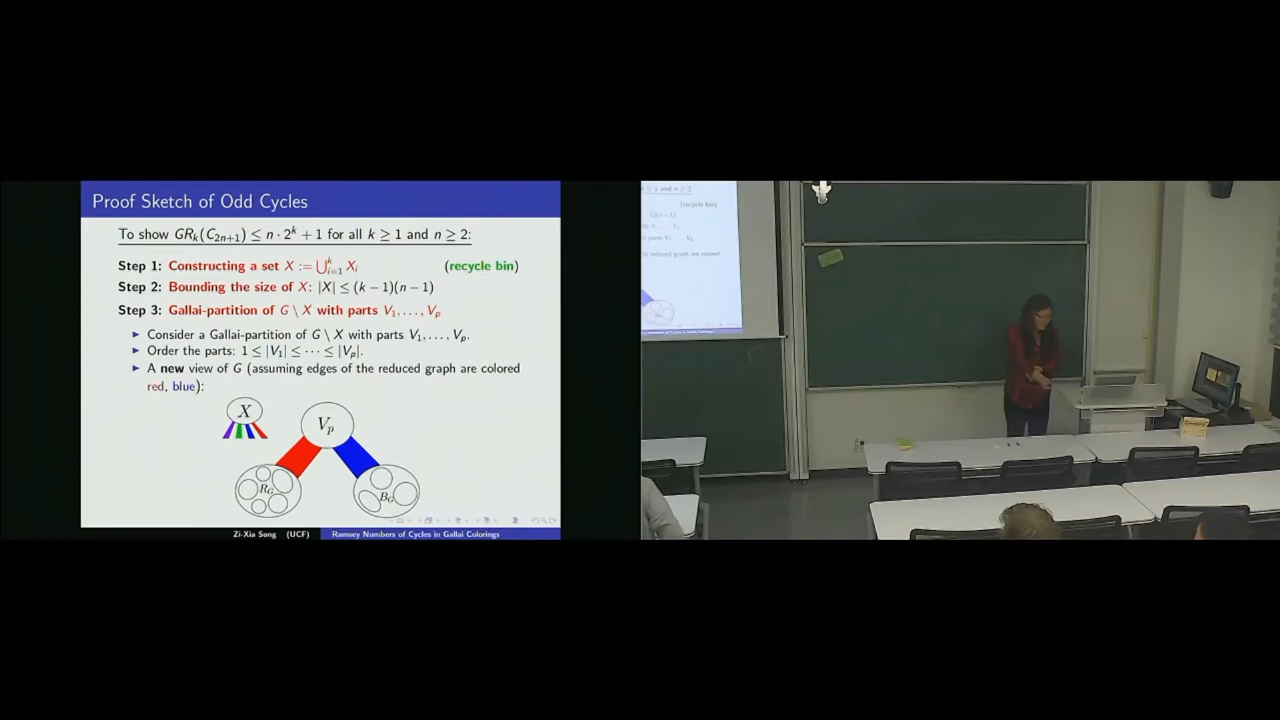 Proof Sketch of Odd Cycles
To show GR_k(C_{2n+1}) ≤ n · 2^k + 1 for all k ≥ 1 and n ≥ 2:
Step 1: Constructing a set X := ⋃_{i=1}^k X_i (recycle bin)
Step 2: Bounding the size of X: |X| ≤ (k − 1)(n − 1)
Step 3: Gallai-partition of G \ X with parts V_1, . . . , V_p
Consider a Gallai-partition of G \ X with parts V_1, . . . , V_p.
Order the parts: 1 ≤ |V_1| ≤ · · · ≤ |V_p|.
A new view of G (assuming edges of the reduced graph are colored
red, blue):
X
V_p
R_G
B_G
Zi-Xia Song (UCF) Ramsey Numbers of Cycles in Gallai Colorings
≥ 1 and n ≥ 2:
(recycle bin)